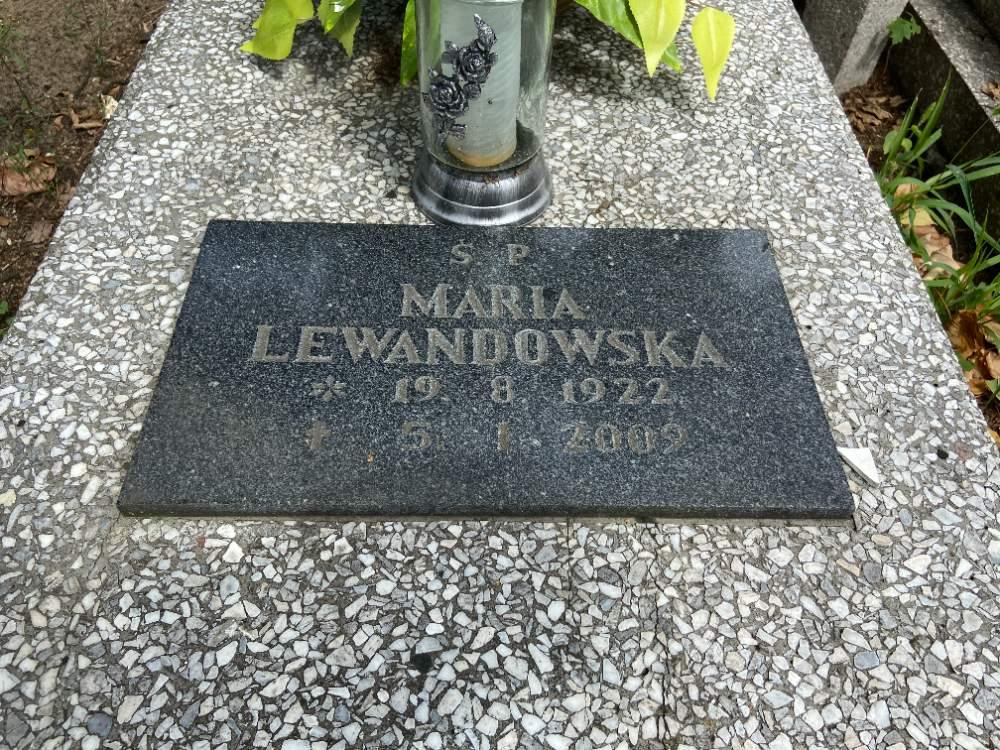 Ś P
MARIA
LEWANDOWSKA
* 19. 8. 1922
† 5. 1 2009